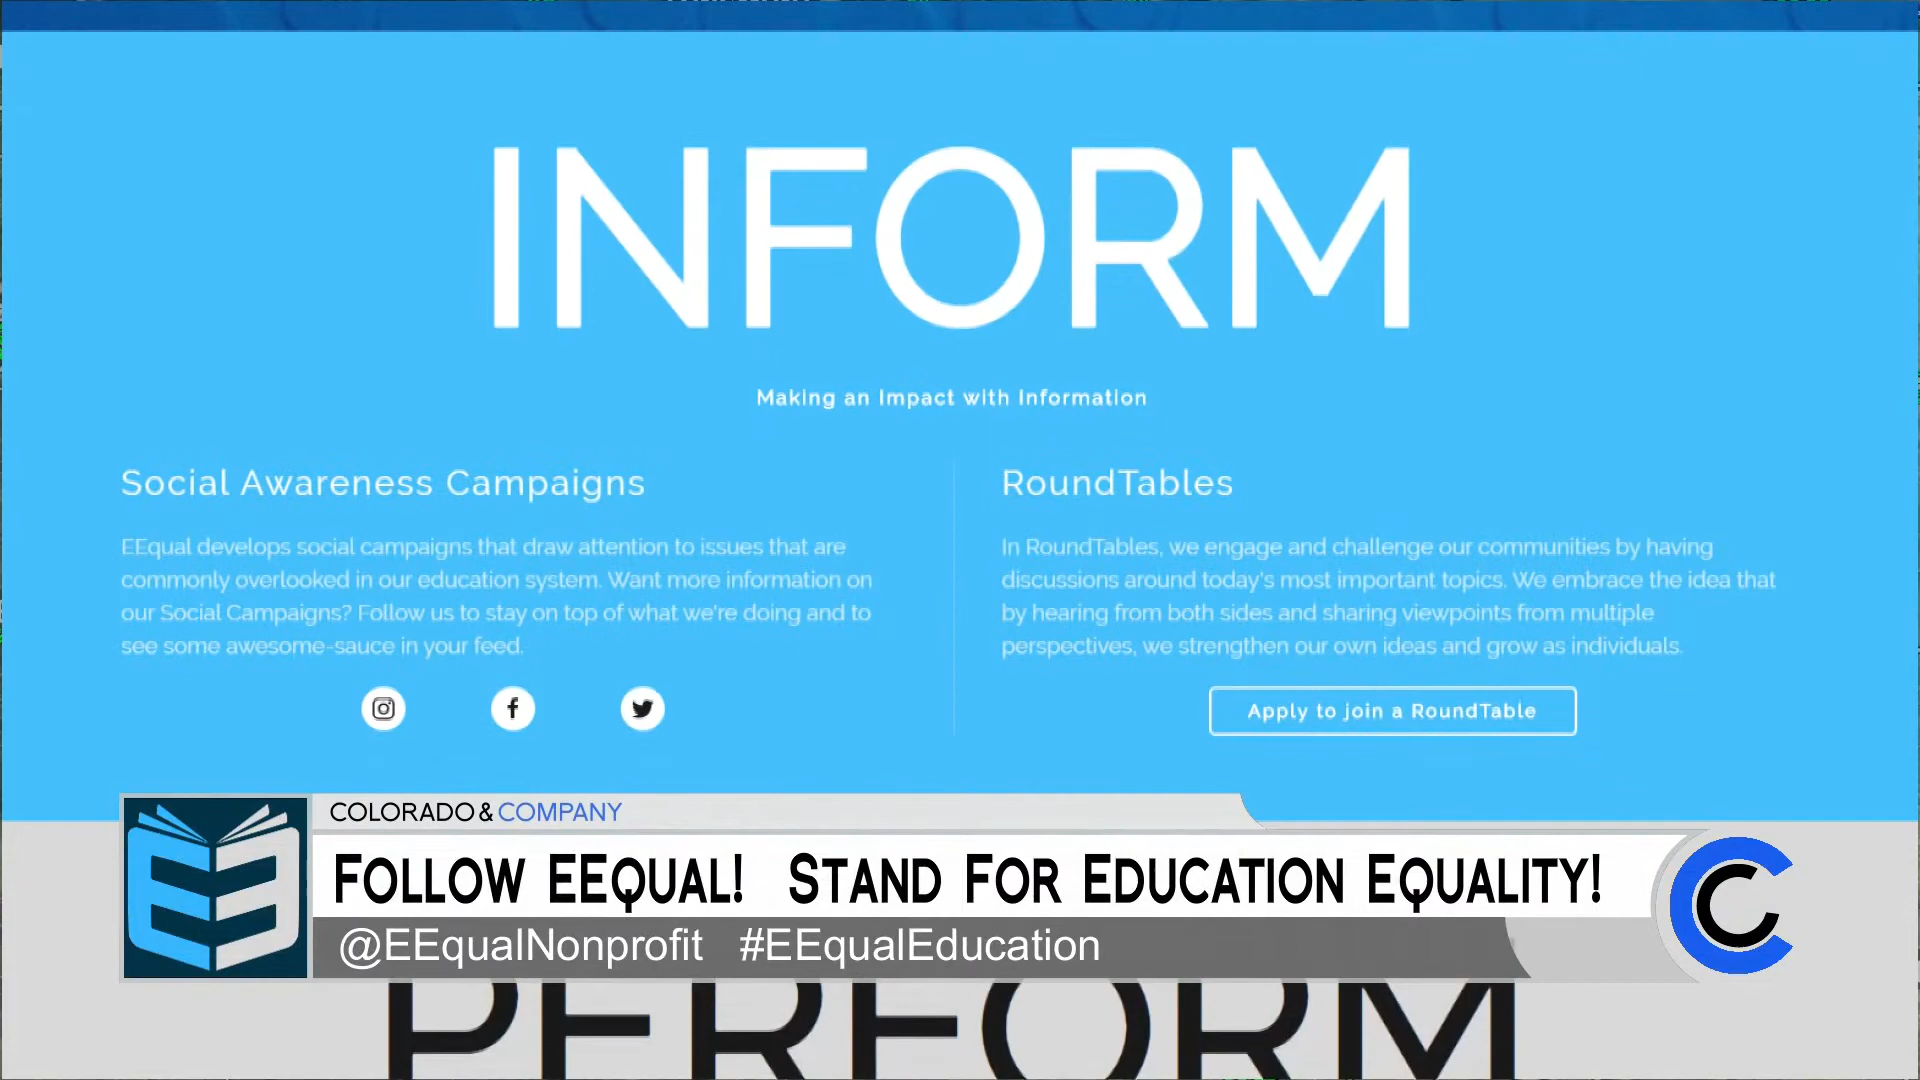 INFORM
Making an Impact with Information
Social Awareness Campaigns
EEqual develops social campaigns that draw attention to issues that are
commonly overlooked in our education system. Want more information on
our Social Campaigns? Follow us to stay on top of what we're doing and to
see some awesome-sauce in your feed.
RoundTables
In RoundTables, we engage and challenge our communities by having
discussions around today's most important topics. We embrace the idea that
by hearing from both sides and sharing viewpoints from multiple
perspectives, we strengthen our own ideas and grow as individuals.
Apply to join a RoundTable
COLORADO & COMPANY
FOLLOW EEQUAL! STAND FOR EDUCATION EQUALITY!
@EEqualNonprofit #EEqualEducation
PERFORM